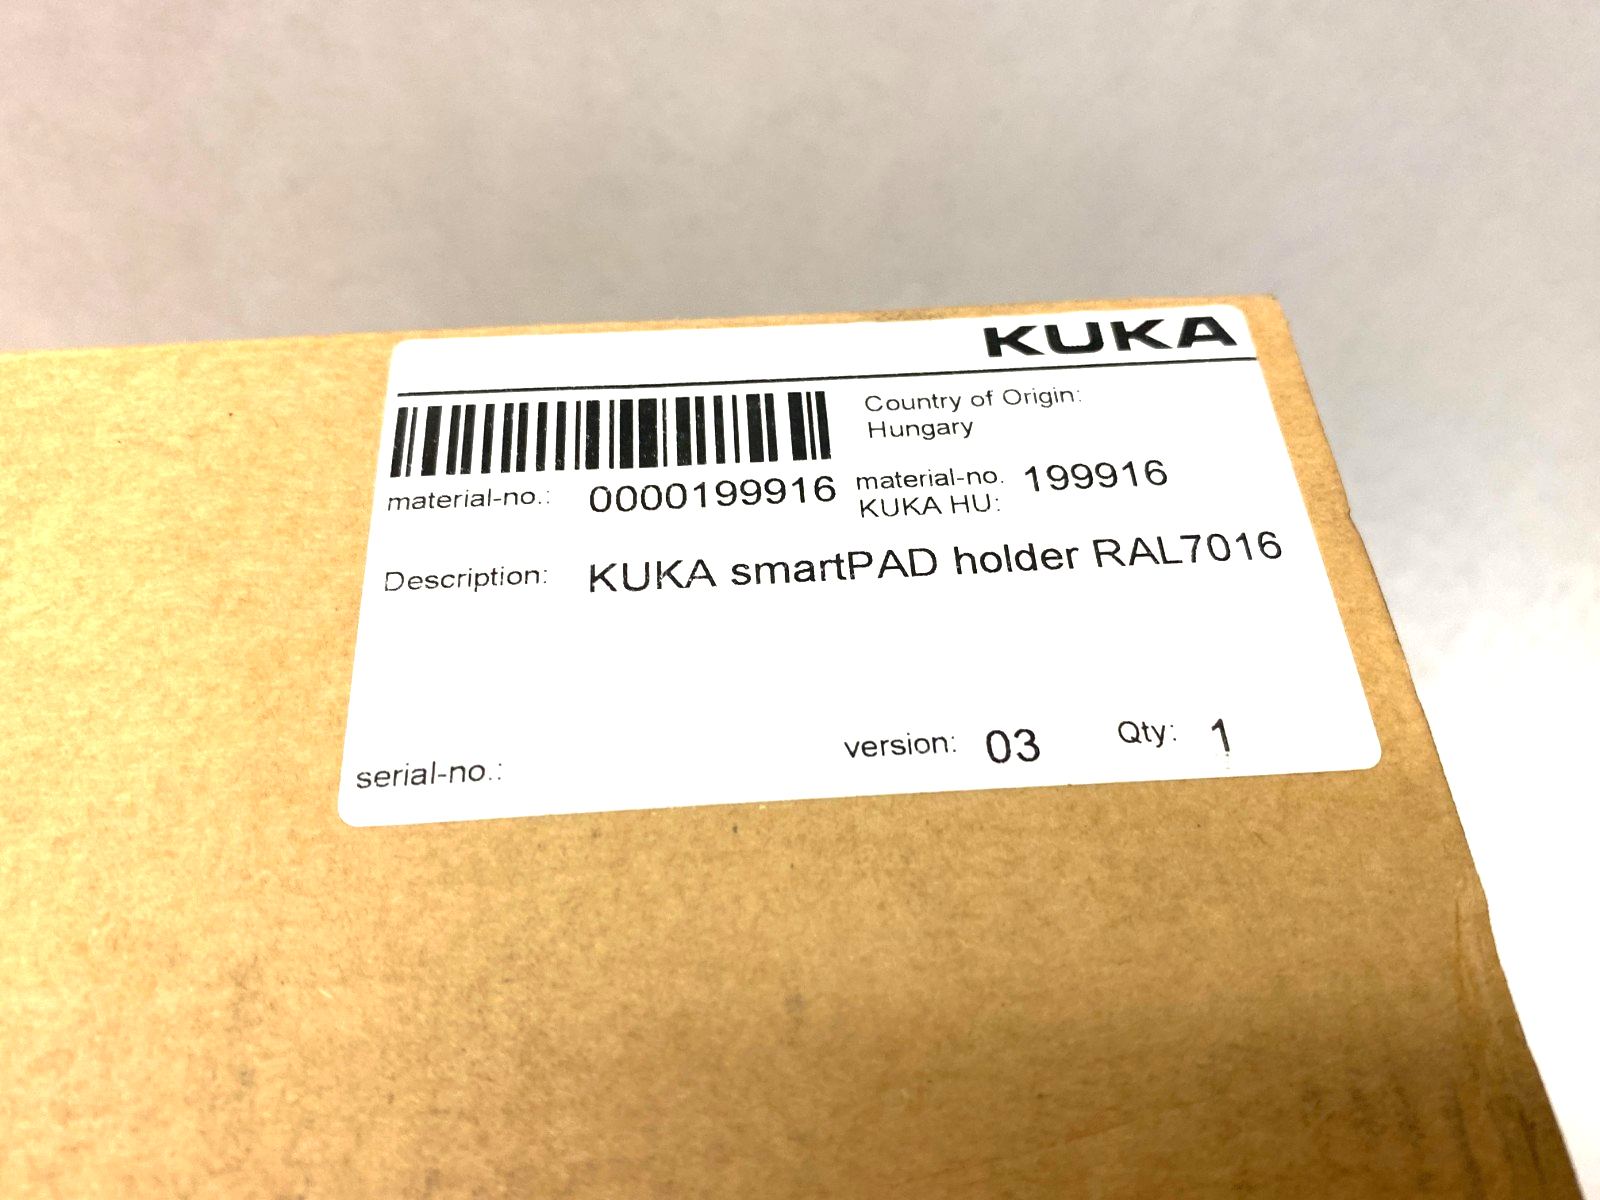 KUKA
Country of Origin:
Hungary
material-no.: 0000199916
material-no. 199916
KUKA HU:
Description: KUKA smartPAD holder RAL7016
serial-no.: version: 03 Qty: 1